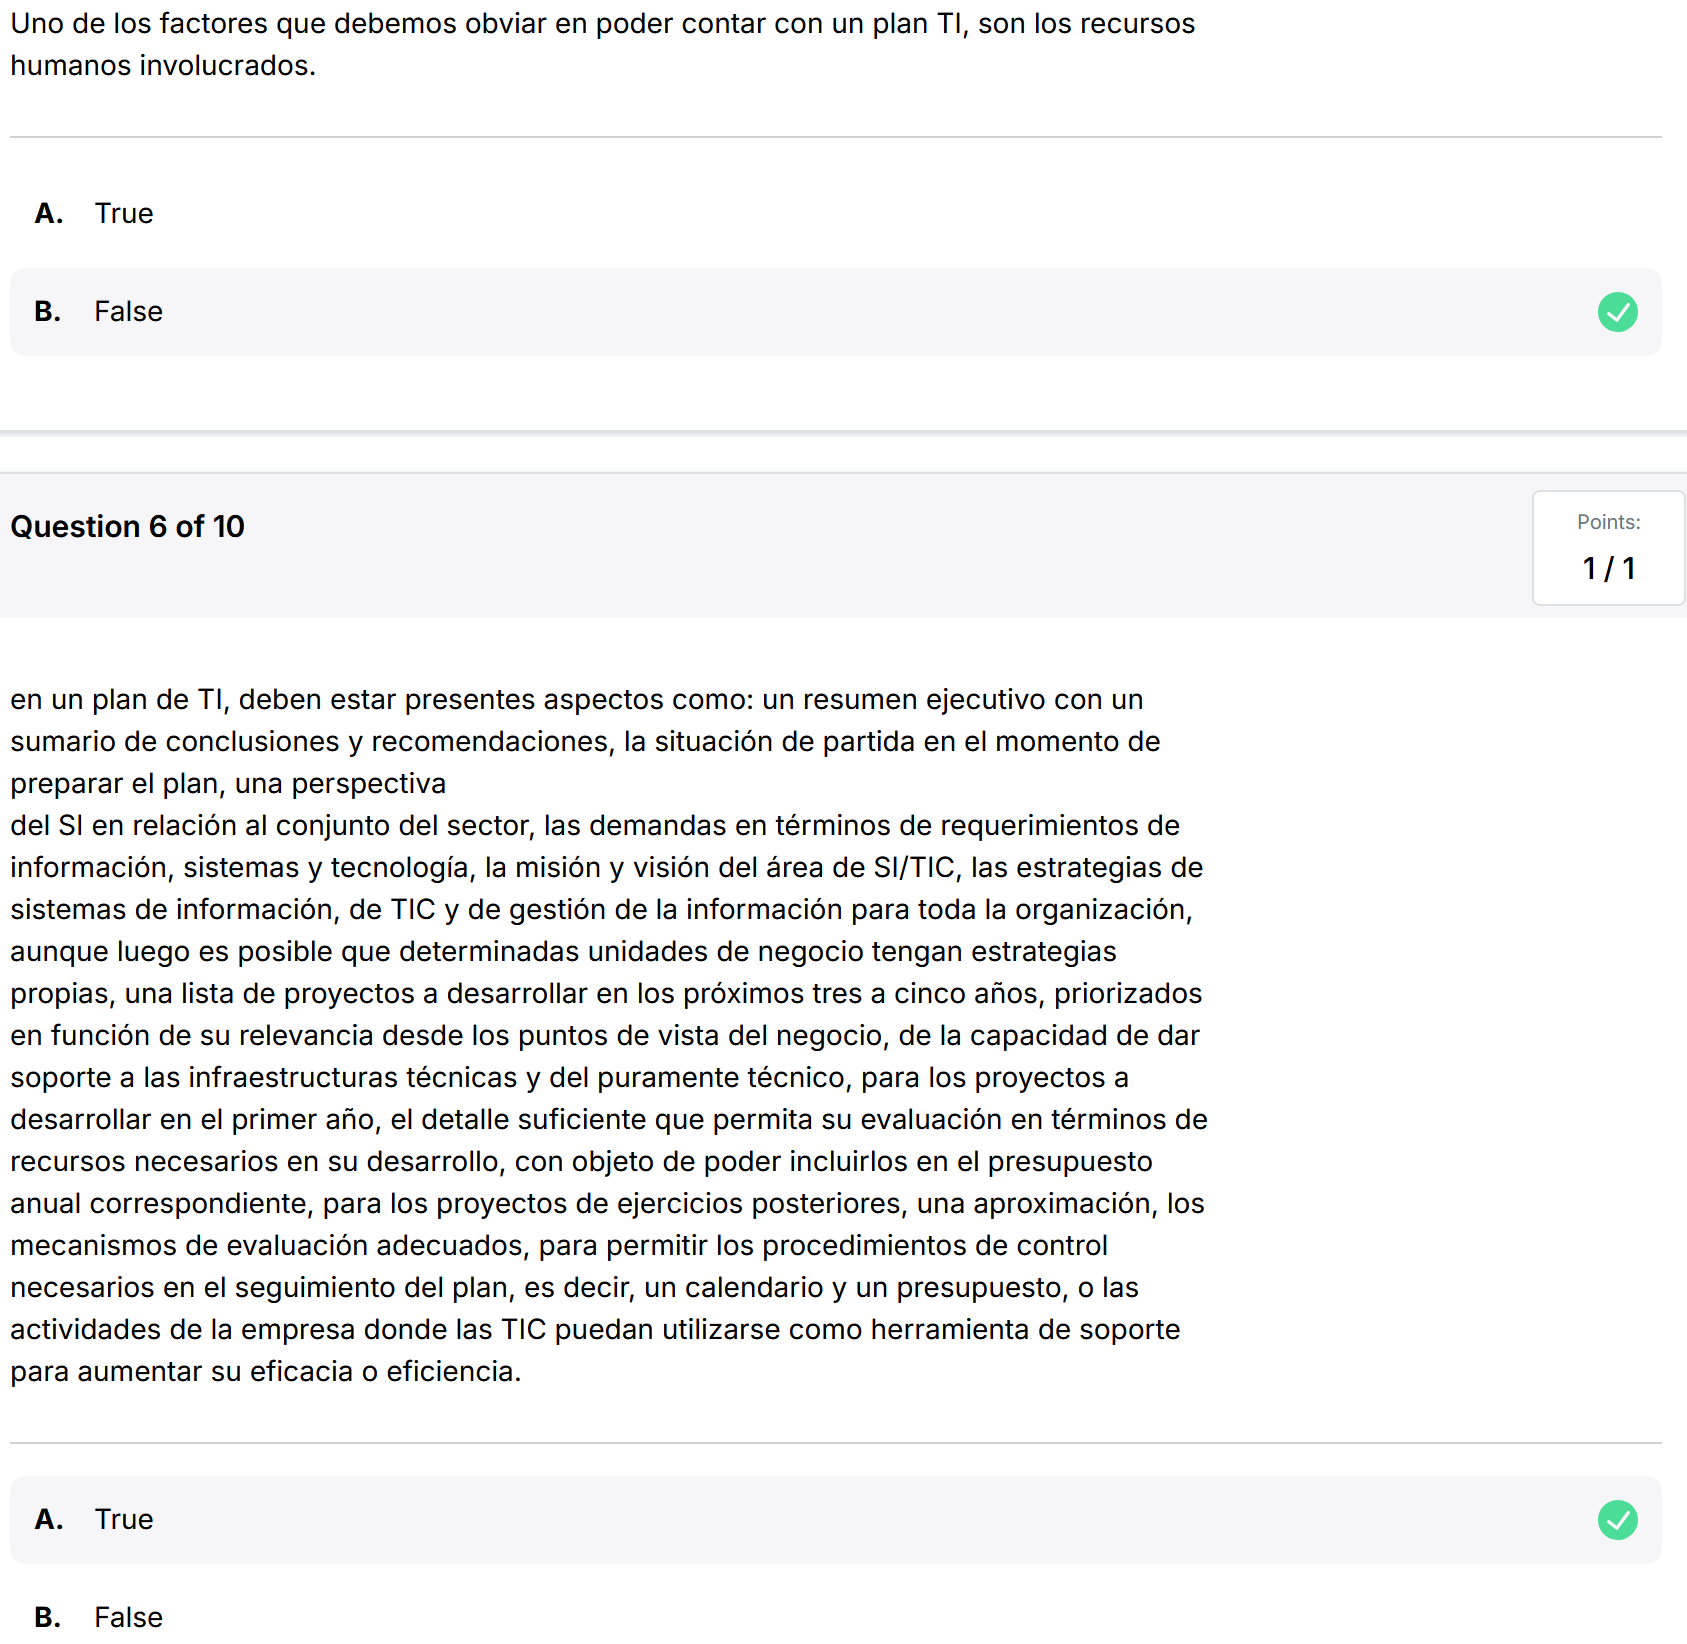 Uno de los factores que debemos obviar en poder contar con un plan TI, son los recursos
humanos involucrados.
A. True
B. False
Question 6 of 10
Points:
1 / 1
en un plan de TI, deben estar presentes aspectos como: un resumen ejecutivo con un
sumario de conclusiones y recomendaciones, la situación de partida en el momento de
preparar el plan, una perspectiva
del SI en relación al conjunto del sector, las demandas en términos de requerimientos de
información, sistemas y tecnología, la misión y visión del área de SI/TIC, las estrategias de
sistemas de información, de TIC y de gestión de la información para toda la organización,
aunque luego es posible que determinadas unidades de negocio tengan estrategias
propias, una lista de proyectos a desarrollar en los próximos tres a cinco años, priorizados
en función de su relevancia desde los puntos de vista del negocio, de la capacidad de dar
soporte a las infraestructuras técnicas y del puramente técnico, para los proyectos a
desarrollar en el primer año, el detalle suficiente que permita su evaluación en términos de
recursos necesarios en su desarrollo, con objeto de poder incluirlos en el presupuesto
anual correspondiente, para los proyectos de ejercicios posteriores, una aproximación, los
mecanismos de evaluación adecuados, para permitir los procedimientos de control
necesarios en el seguimiento del plan, es decir, un calendario y un presupuesto, o las
actividades de la empresa donde las TIC puedan utilizarse como herramienta de soporte
para aumentar su eficacia o eficiencia.
A. True
B. False